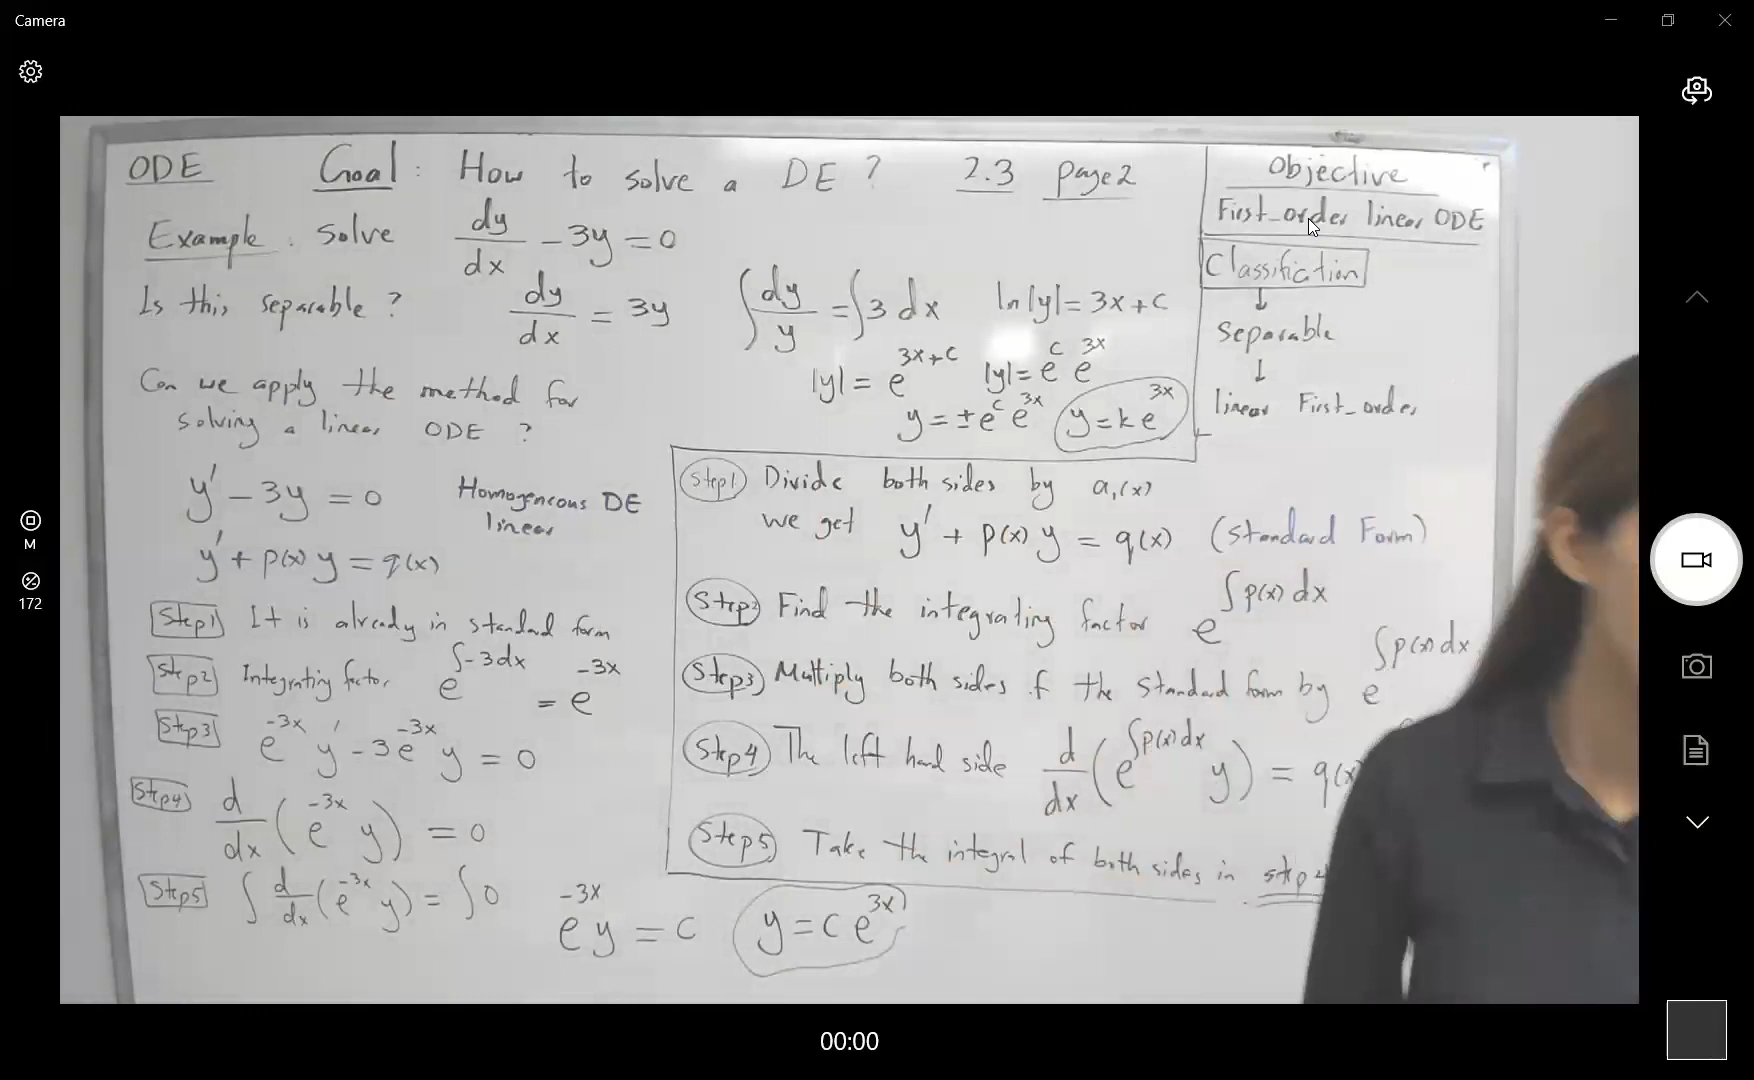 Camera
ODE Goal: How to solve a DE ? 2.3 page 2
Example: solve dy/dx - 3y = 0
Is this separable ? dy/dx = 3y ∫ dy/y = ∫ 3 dx ln|y| = 3x + c
|y| = e^(3x+c) |y| = e^c e^(3x)
y = ± e^c e^(3x) y = k e^(3x)
Can we apply the method for
solving a linear ODE ?
y' - 3y = 0 Homogeneous DE
linear
y' + p(x) y = q(x)
Step1 It is already in standard form
Step2 Integrating factor e^(∫-3dx) = e^(-3x)
Step3 e^(-3x) y' - 3e^(-3x) y = 0
Step4 d/dx (e^(-3x) y) = 0
Step5 ∫ d/dx (e^(-3x) y) = ∫ 0 e^(-3x) y = c y = c e^(3x)
Objective
First_order linear ODE
Classifiction
↓
Separable
↓
linear First_order
Step1 Divide both sides by a₁(x)
we get y' + p(x) y = q(x) (Standard Form)
Step2 Find the integrating factor e^(∫p(x) dx)
Step3 Multiply both sides of the standard form by e^(∫p(x) dx)
Step4 The left hand side d/dx (e^(∫p(x)dx) y) = q(x
Step5 Take the integral of both sides in step 4
M
172
00:00